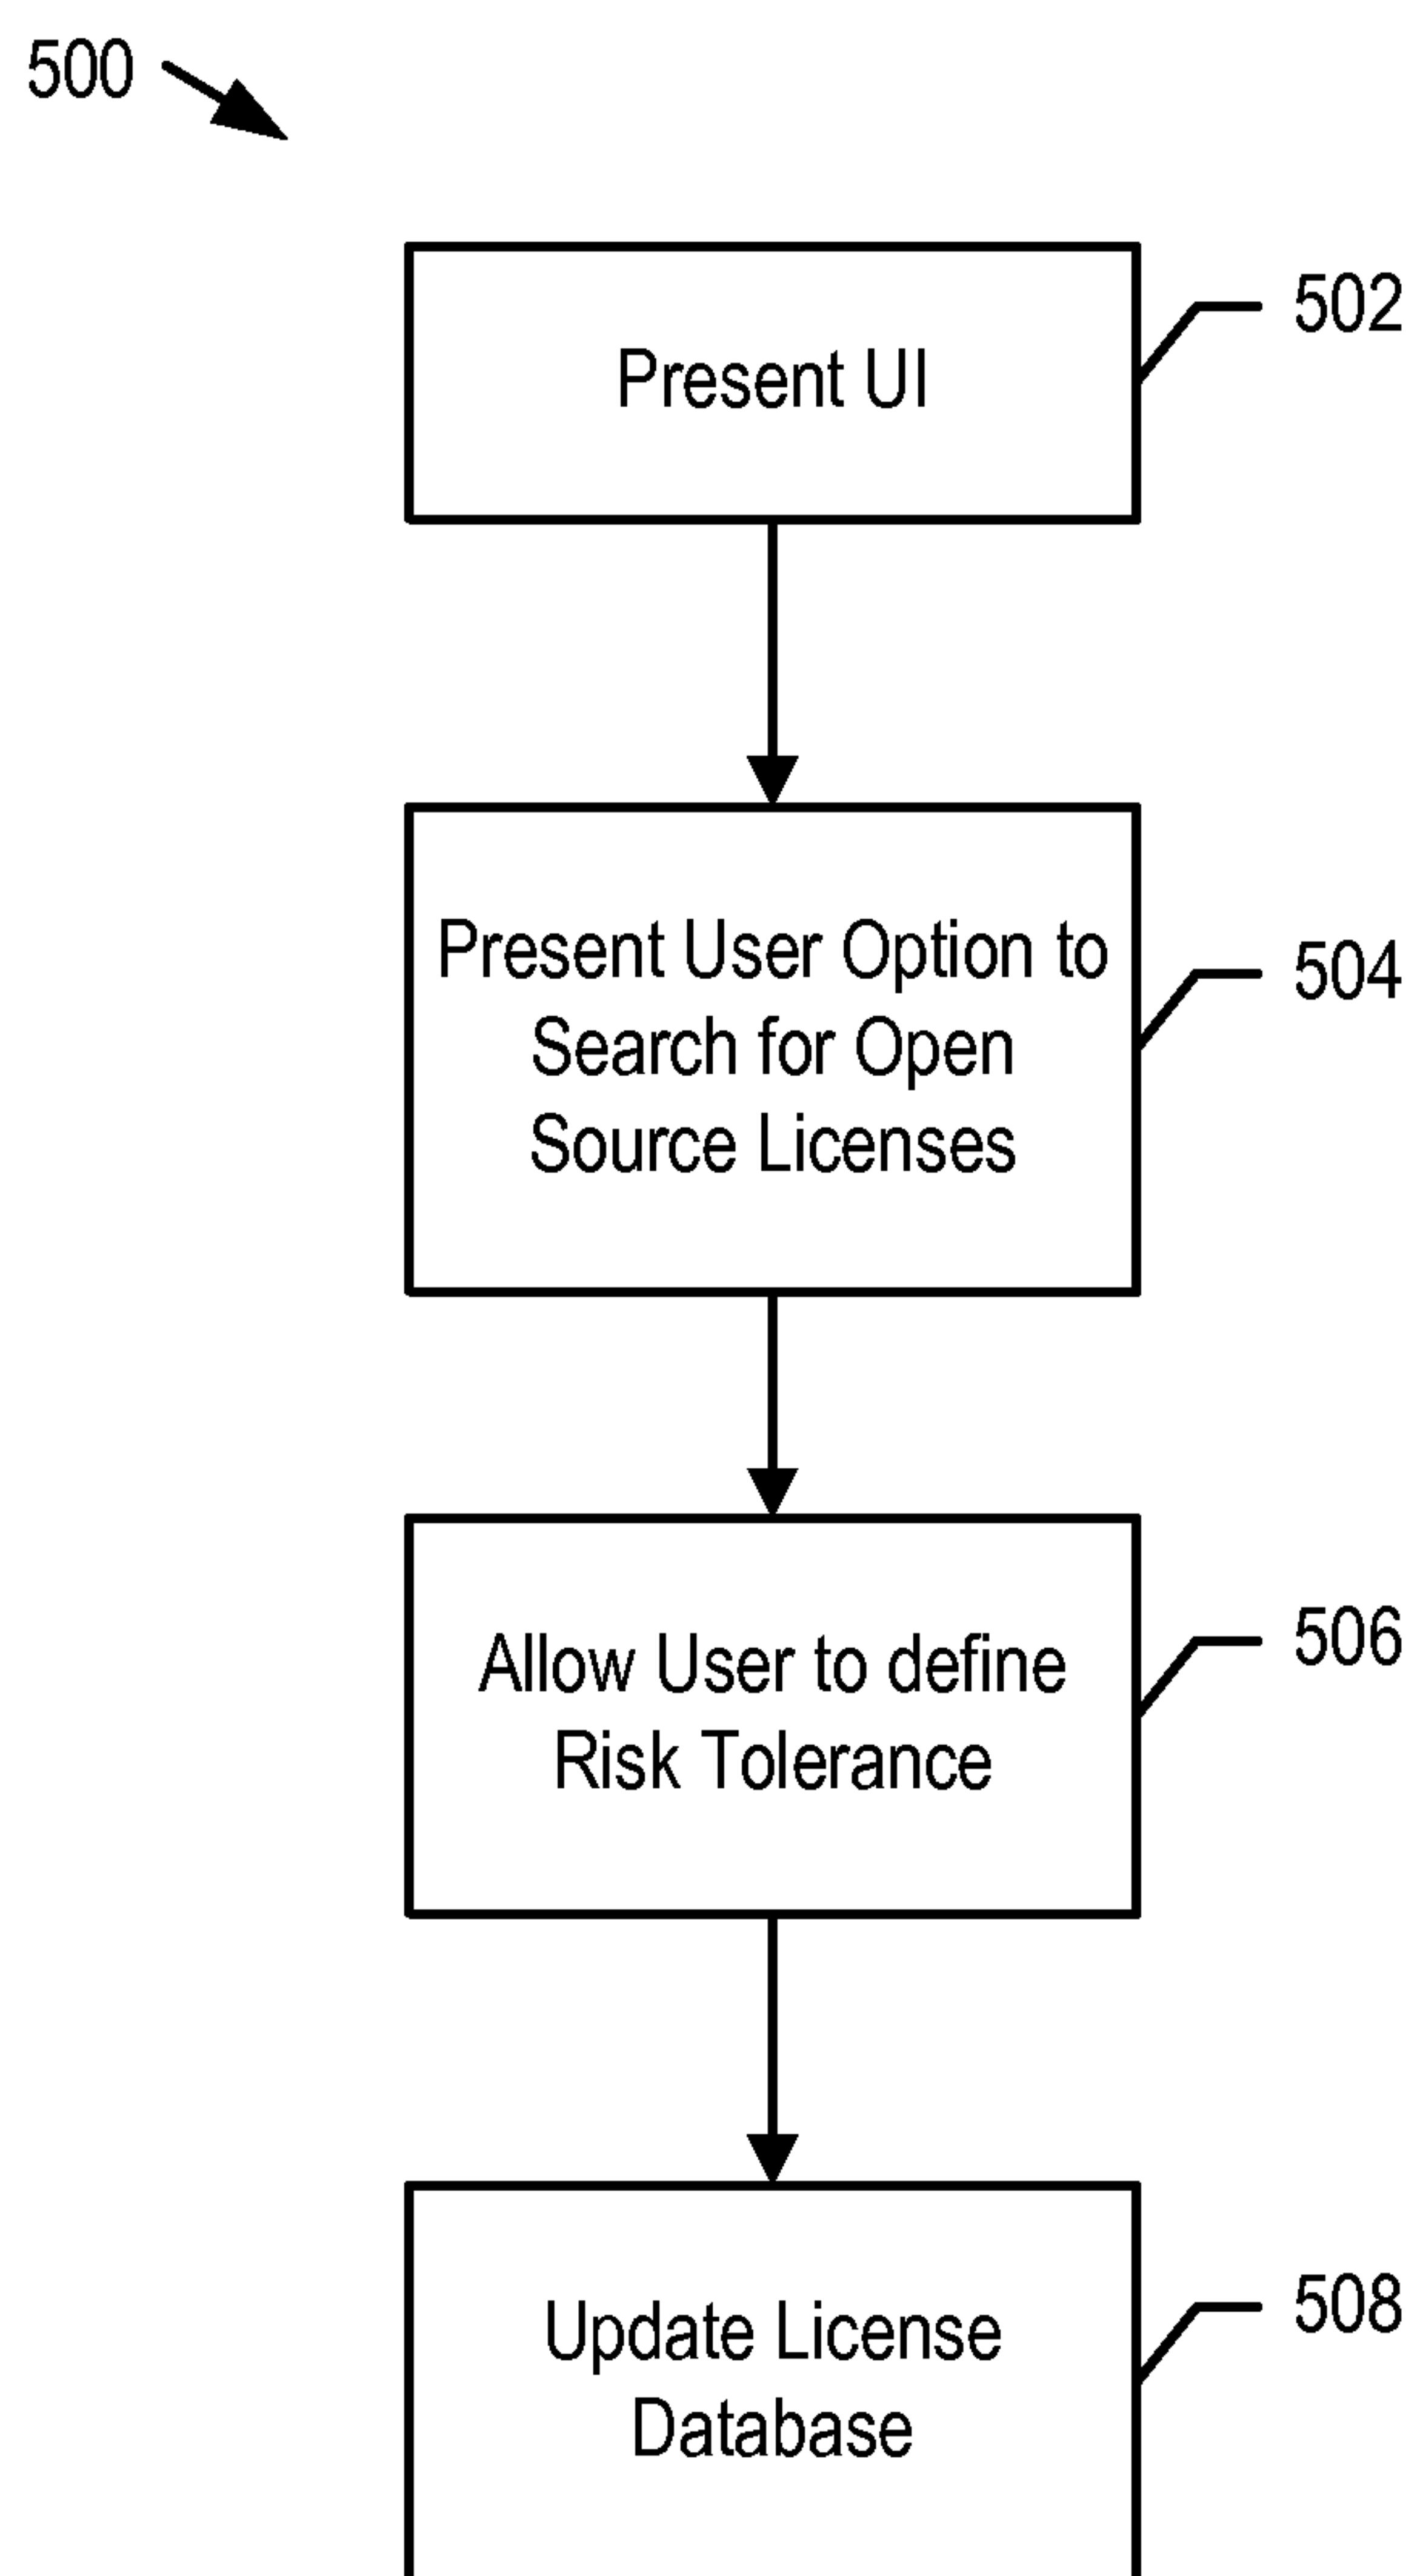 500
502
Present UI
Present User Option to
Search for Open
Source Licenses
504
Allow User to define
Risk Tolerance
506
Update License
Database
508